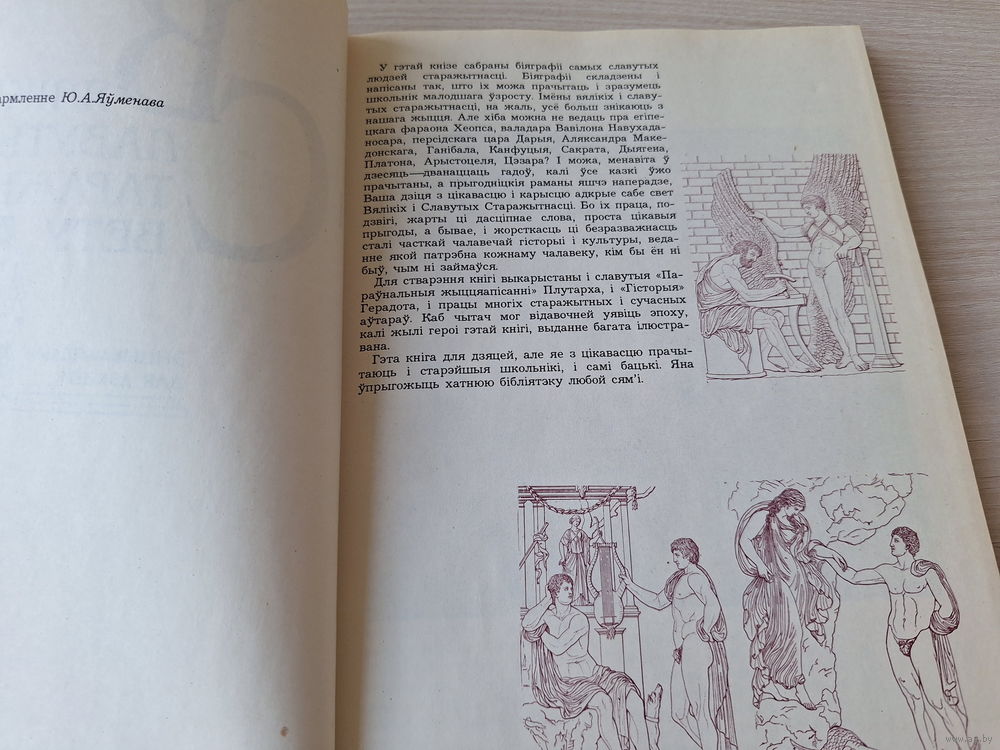 армленне Ю.А.Яўменава
У гэтай кнізе сабраны біяграфіі самых славутых
людзей старажытнасці. Біяграфіі складзены і
напісаны так, што іх можа прачытаць і зразумець
школьнік малодшага ўзросту. Імёны вялікіх і славу-
тых старажытнасці, на жаль, усё больш знікаюць з
нашага жыцця. Але хіба можна не ведаць пра егіпе-
цкага фараона Хеопса, валадара Вавілона Навухада-
носара, персідскага цара Дарыя, Аляксандра Маке-
донскага, Ганібала, Канфуцыя, Сакрата, Дыягена,
Платона, Арыстоцеля, Цэзара? І можа, менавіта ў
дзесяць—дванаццаць гадоў, калі ўсе казкі ўжо
прачытаны, а прыгодніцкія раманы яшчэ наперадзе,
Ваша дзіця з цікавасцю і карысцю адкрые сабе свет
Вялікіх і Славутых Старажытнасці. Бо іх праца, по-
дзвігі, жарты ці дасціпнае слова, проста цікавыя
прыгоды, а бывае, і жорсткасць ці безразважнасць
сталі часткай чалавечай гісторыі і культуры, веда-
нне якой патрэбна кожнаму чалавеку, кім бы ён ні
быў, чым ні займаўся.
Для стварэння кнігі выкарыстаны і славутыя «Па-
раўнальныя жыццяапісанні» Плутарха, і «Гісторыя»
Герадота, і працы многіх старажытных і сучасных
аўтараў. Каб чытач мог відавочней уявіць эпоху,
калі жылі героі гэтай кнігі, выданне багата ілюстра-
вана.
Гэта кніга для дзяцей, але яе з цікавасцю прачы-
таюць і старэйшыя школьнікі, і самі бацькі. Яна
ўпрыгожыць хатнюю бібліятэку любой сям'і.
www.ay.by